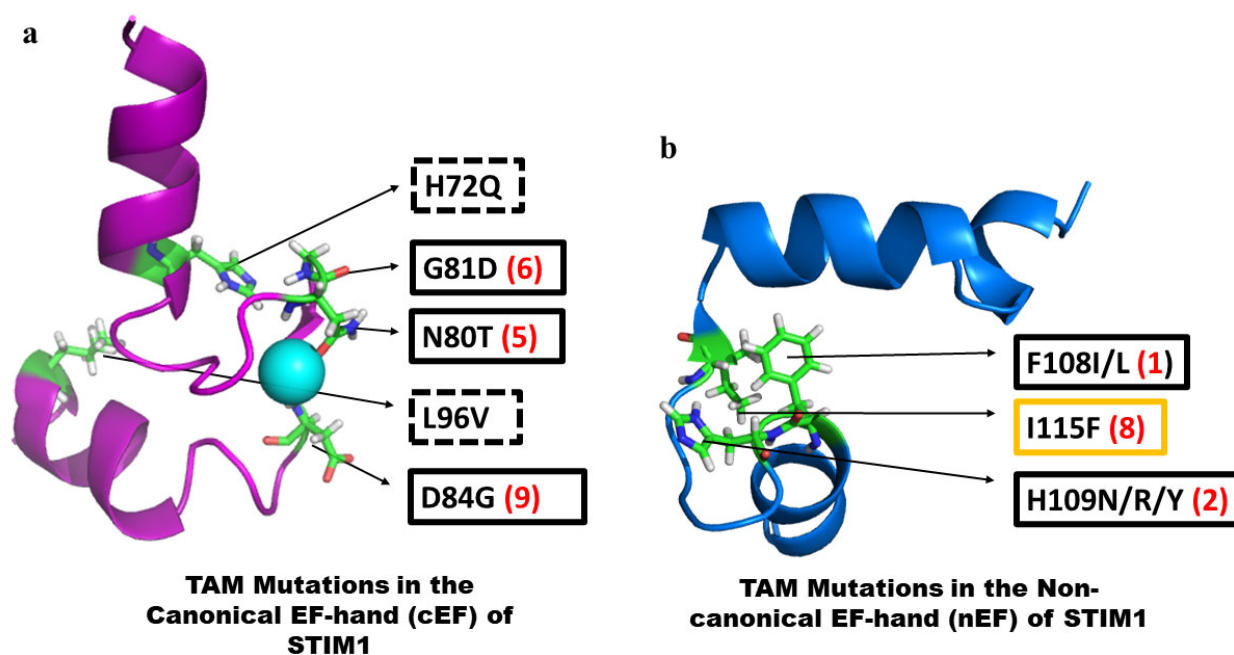 a
H72Q
G81D (6)
N80T (5)
L96V
D84G (9)
TAM Mutations in the
Canonical EF-hand (cEF) of
STIM1
b
F108I/L (1)
I115F (8)
H109N/R/Y (2)
TAM Mutations in the Non-
canonical EF-hand (nEF) of STIM1